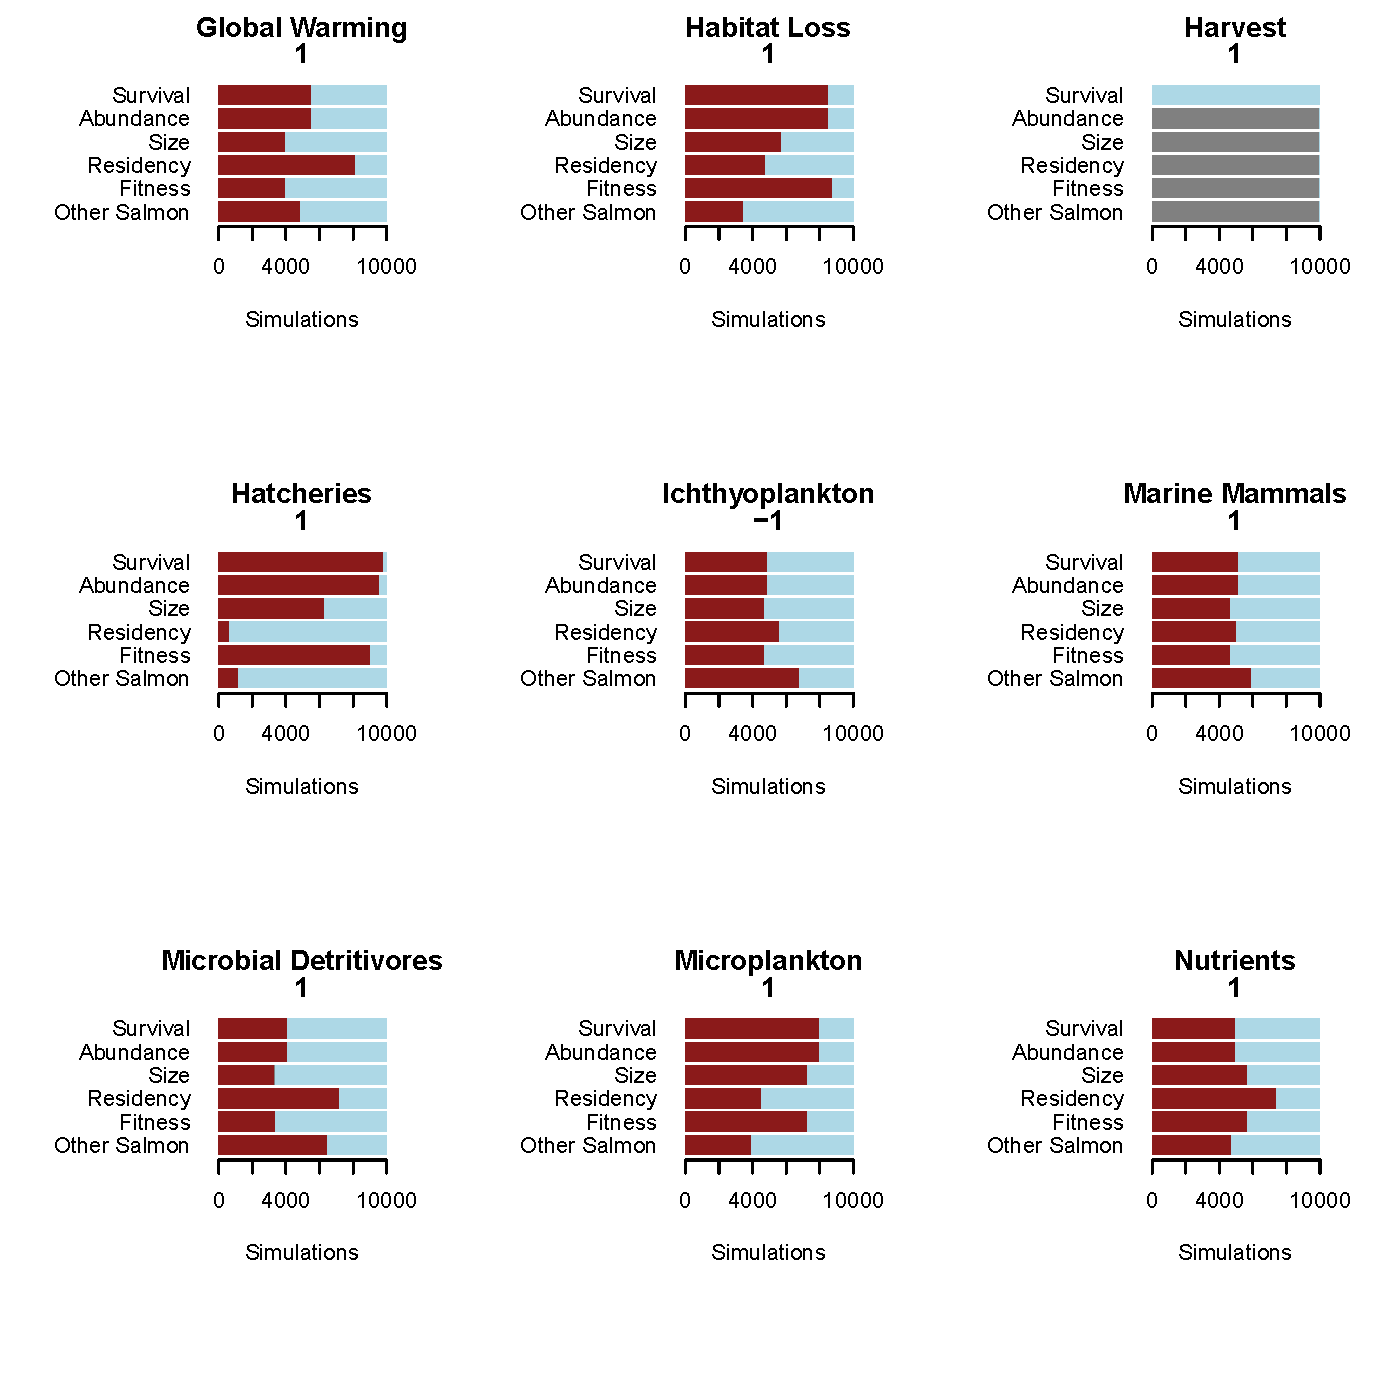 Global Warming
1
Survival
Abundance
Size
Residency
Fitness
Other Salmon
0 4000 10000
Simulations
Habitat Loss
1
Survival
Abundance
Size
Residency
Fitness
Other Salmon
0 4000 10000
Simulations
Harvest
1
Survival
Abundance
Size
Residency
Fitness
Other Salmon
0 4000 10000
Simulations
Hatcheries
1
Survival
Abundance
Size
Residency
Fitness
Other Salmon
0 4000 10000
Simulations
Ichthyoplankton
−1
Survival
Abundance
Size
Residency
Fitness
Other Salmon
0 4000 10000
Simulations
Marine Mammals
1
Survival
Abundance
Size
Residency
Fitness
Other Salmon
0 4000 10000
Simulations
Microbial Detritivores
1
Survival
Abundance
Size
Residency
Fitness
Other Salmon
0 4000 10000
Simulations
Microplankton
1
Survival
Abundance
Size
Residency
Fitness
Other Salmon
0 4000 10000
Simulations
Nutrients
1
Survival
Abundance
Size
Residency
Fitness
Other Salmon
0 4000 10000
Simulations